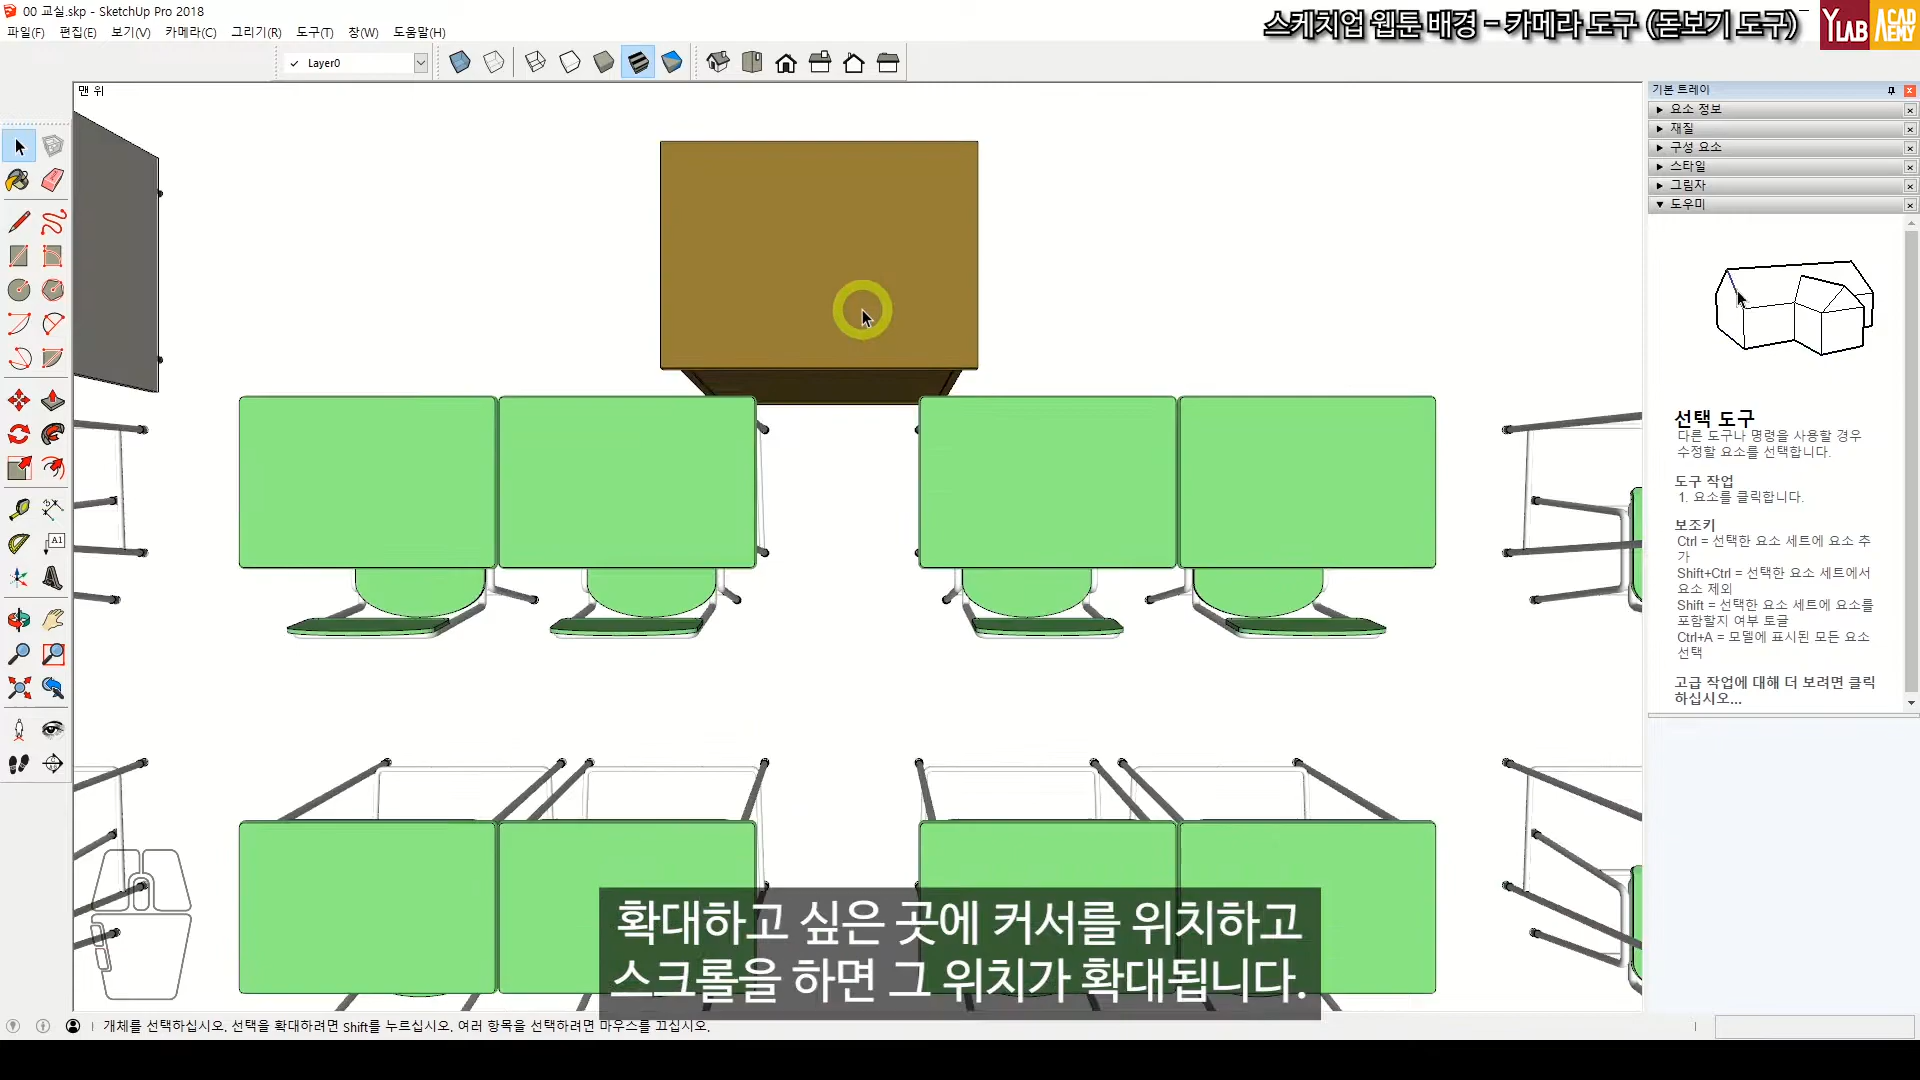 00 교실.skp - SketchUp Pro 2018
스케치업 웹툰 배경 - 카메라 도구 (돋보기 도구)
YLAB ACADEMY
파일(F) 편집(E) 보기(V) 카메라(C) 그리기(R) 도구(T) 창(W) 도움말(H)
Layer0
맨 위
기본 트레이
요소 정보
재질
구성 요소
스타일
그림자
도우미
A1
선택 도구
다른 도구나 명령을 사용할 경우
수정할 요소를 선택합니다.
도구 작업
1. 요소를 클릭합니다.
보조키
Ctrl = 선택한 요소 세트에 요소 추
가
Shift+Ctrl = 선택한 요소 세트에서
요소 제외
Shift = 선택한 요소 세트에 요소를
포함할지 여부 토글
Ctrl+A = 모델에 표시된 모든 요소
선택
고급 작업에 대해 더 보려면 클릭
하십시오...
확대하고 싶은 곳에 커서를 위치하고
스크롤을 하면 그 위치가 확대됩니다.
개체를 선택하십시오. 선택을 확대하려면 Shift를 누르십시오. 여러 항목을 선택하려면 마우스를 끄십시오.